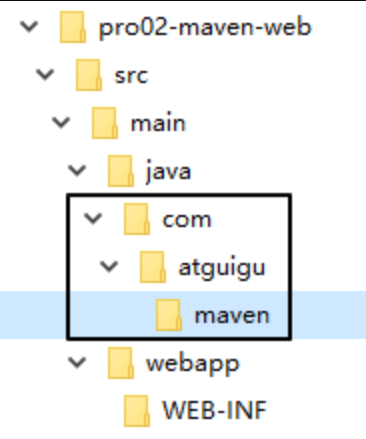 pro02-maven-web
src
main
java
com
atguigu
maven
webapp
WEB-INF